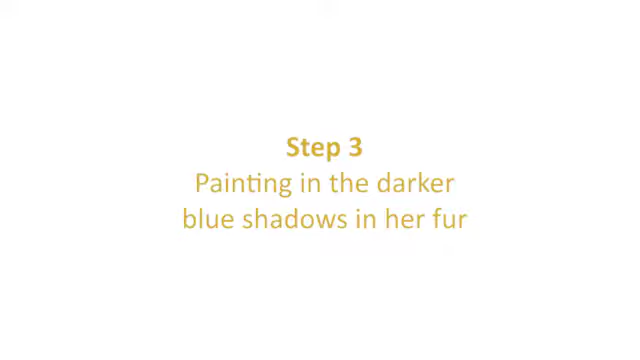 Step 3
Painting in the darker
blue shadows in her fur